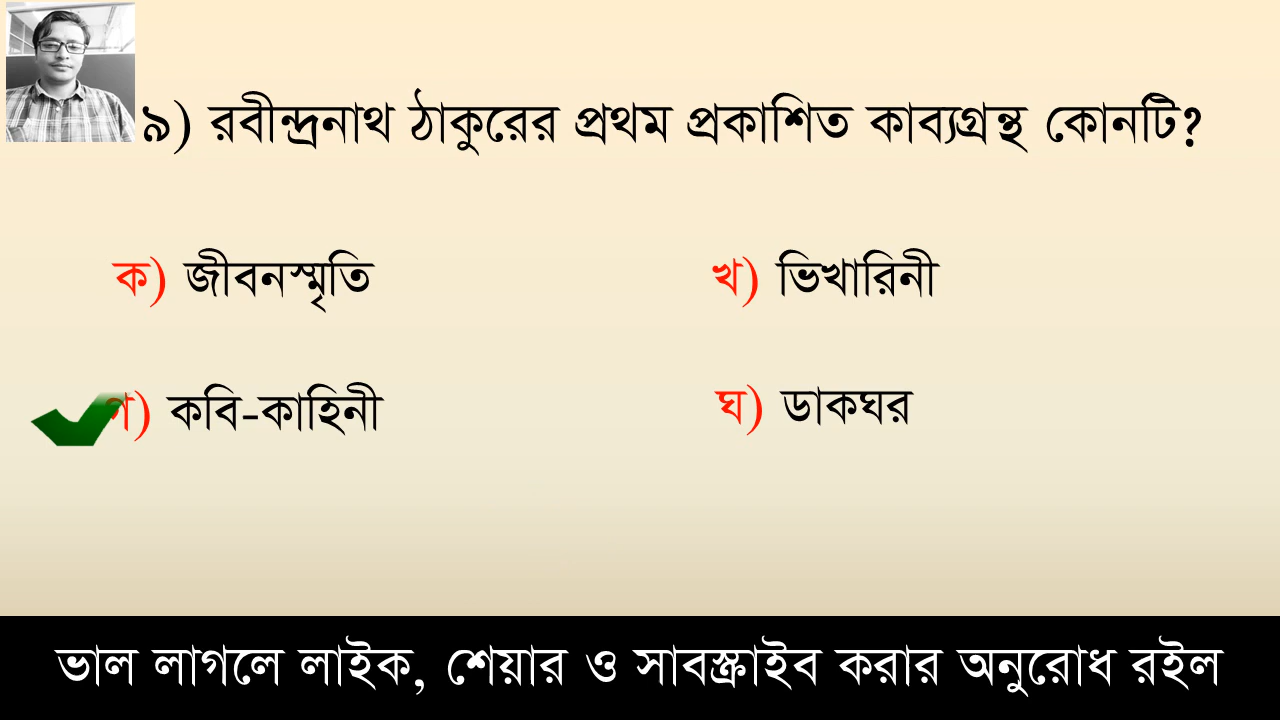 ৯) রবীন্দ্রনাথ ঠাকুরের প্রথম প্রকাশিত কাব্যগ্রন্থ কোনটি?
ক) জীবনস্মৃতি
খ) ভিখারিনী
গ) কবি-কাহিনী
ঘ) ডাকঘর
ভাল লাগলে লাইক, শেয়ার ও সাবস্ক্রাইব করার অনুরোধ রইল